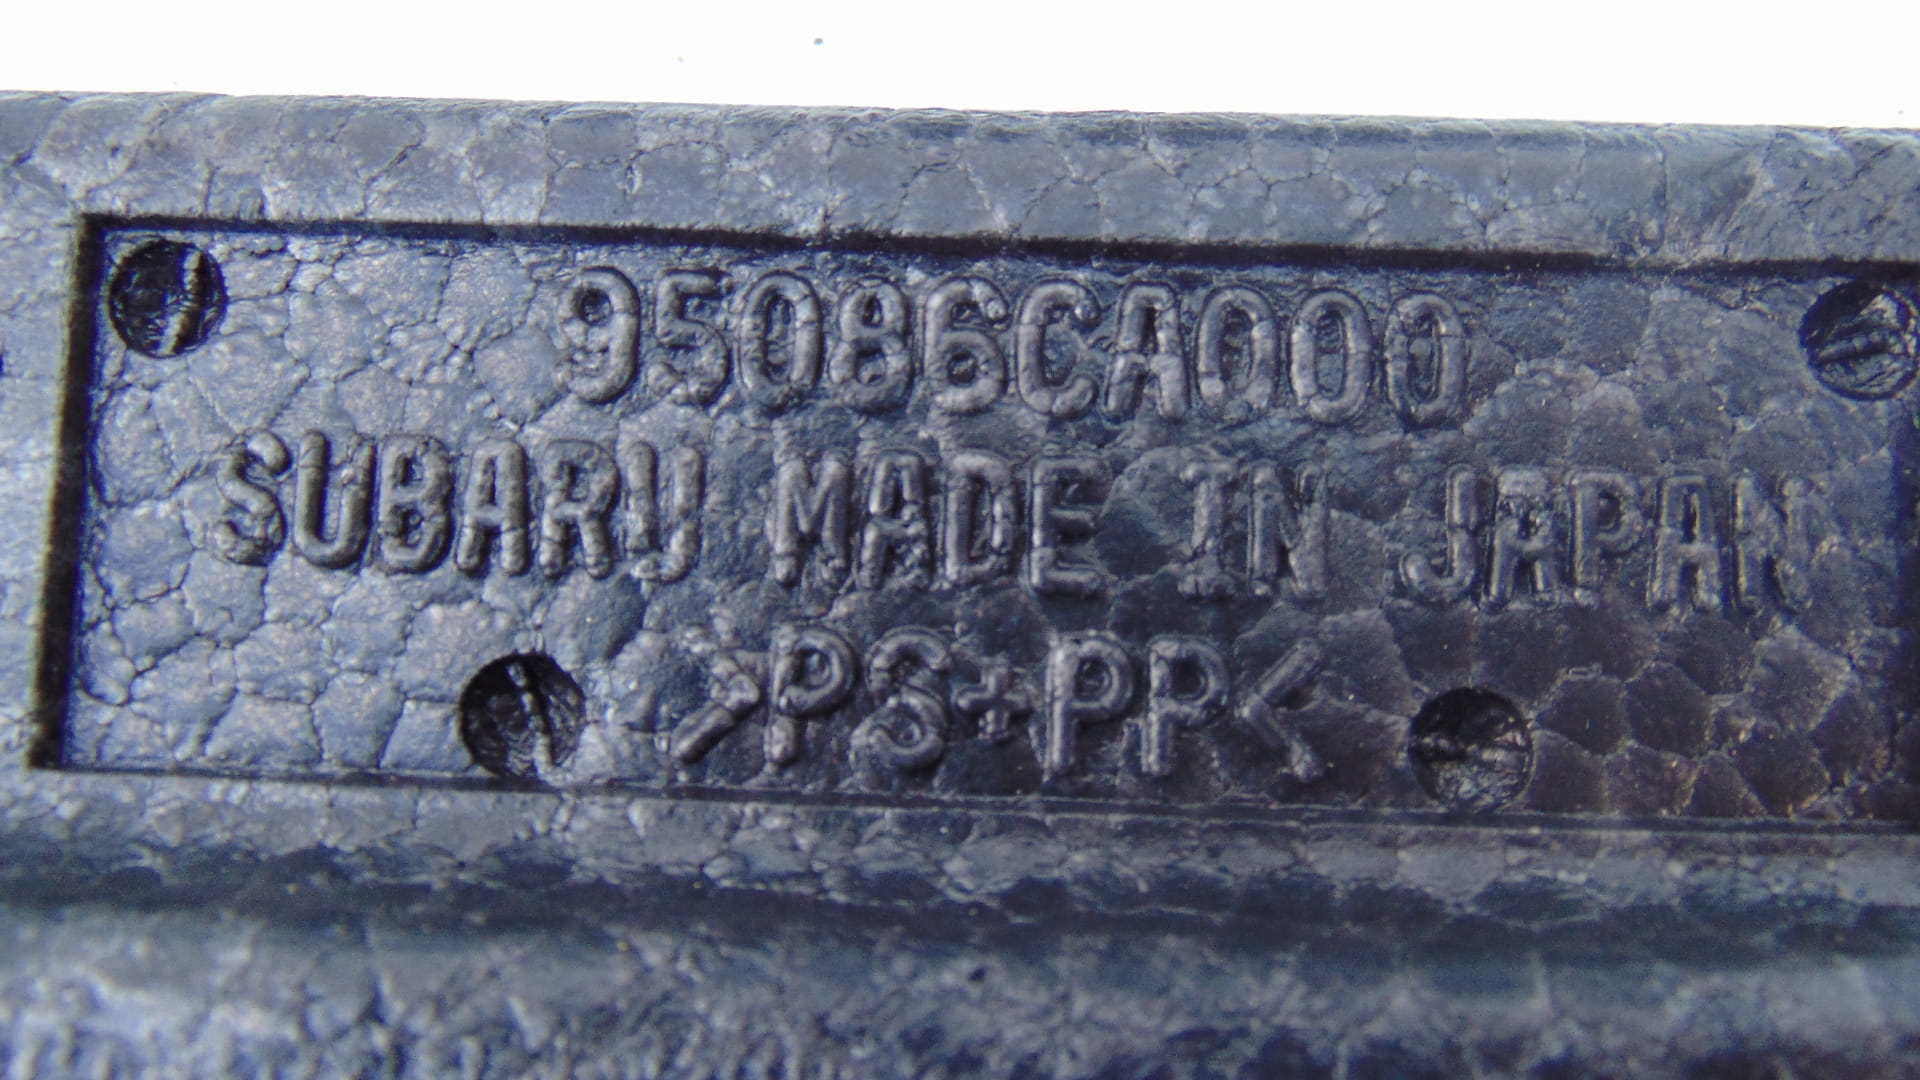 95086CA000
SUBARU MADE IN JAPAN
>PS+PP<